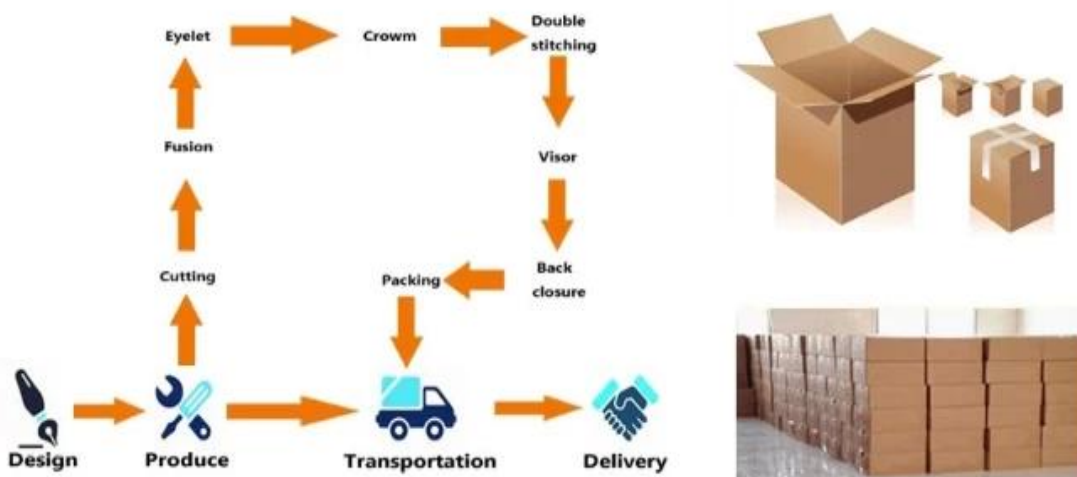 Eyelet
Crowm
Double
stitching
Fusion
Visor
Cutting
Packing
Back
closure
Design
Produce
Transportation
Delivery